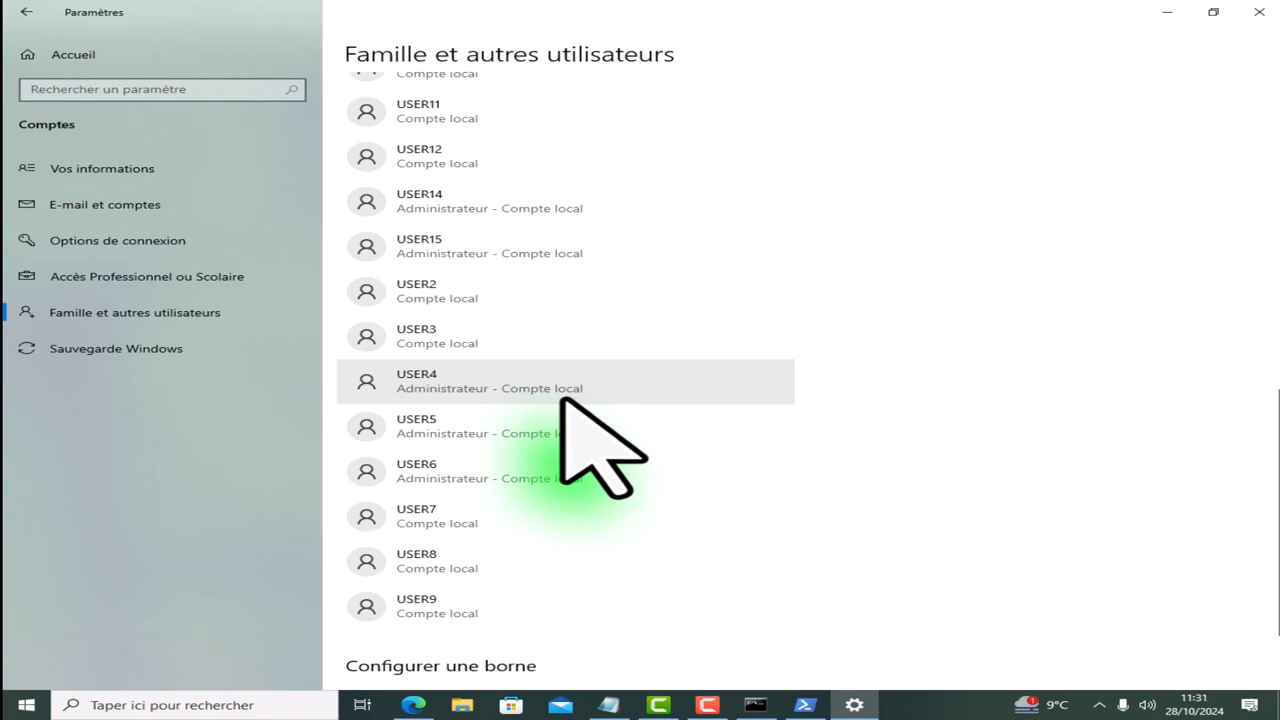 Paramètres
Accueil
Rechercher un paramètre
Comptes
Vos informations
E-mail et comptes
Options de connexion
Accès Professionnel ou Scolaire
Famille et autres utilisateurs
Sauvegarde Windows
Famille et autres utilisateurs
Compte local
USER11
Compte local
USER12
Compte local
USER14
Administrateur - Compte local
USER15
Administrateur - Compte local
USER2
Compte local
USER3
Compte local
USER4
Administrateur - Compte local
USER5
Administrateur - Compte
USER6
Administrateur - Compte
USER7
Compte local
USER8
Compte local
USER9
Compte local
Configurer une borne
Taper ici pour rechercher
1
9°C
11:31
28/10/2024